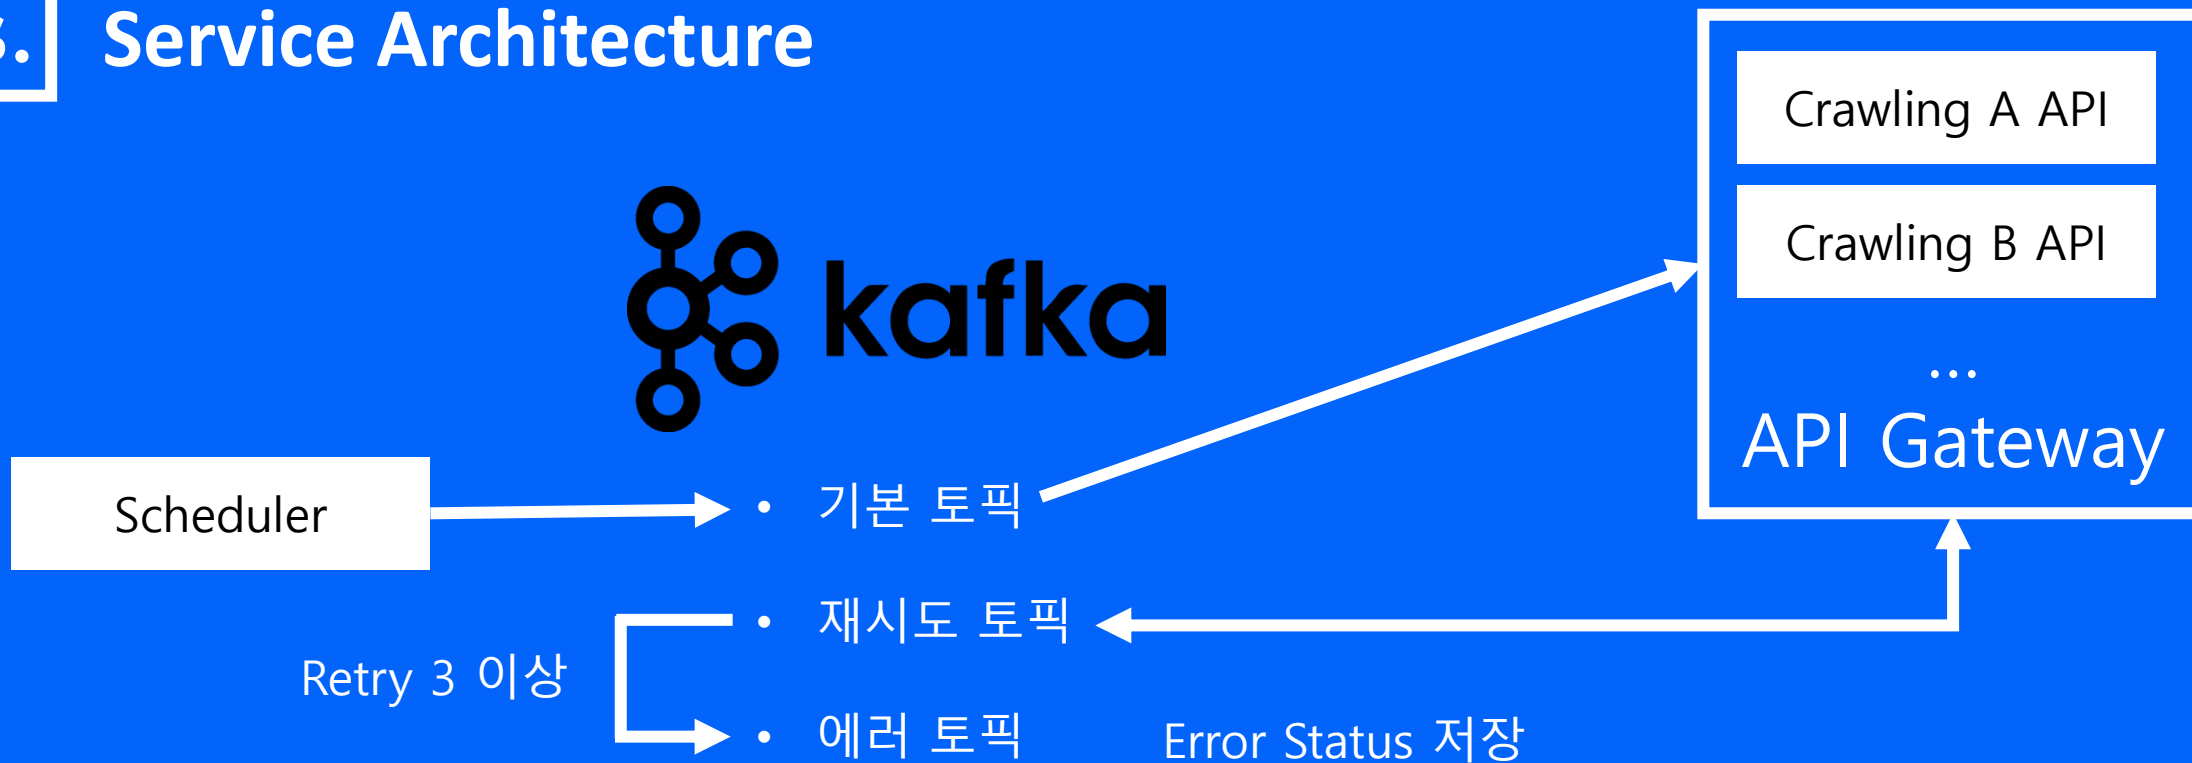 Service Architecture
Crawling A API
Crawling B API
...
API Gateway
kafka
Scheduler
• 기본 토픽
• 재시도 토픽
Retry 3 이상
• 에러 토픽
Error Status 저장